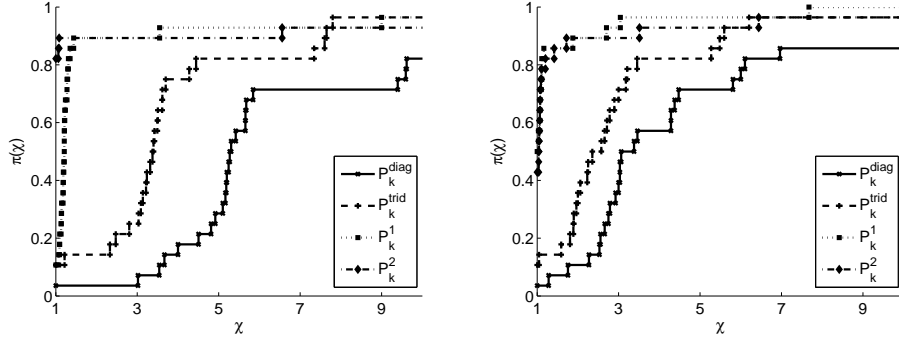 1
0.8
0.6
0.4
0.2
0
π(χ)
1 3 5 7 9
χ
P_k^diag
P_k^trid
P_k^1
P_k^2
1
0.8
0.6
0.4
0.2
0
π(χ)
1 3 5 7 9
χ
P_k^diag
P_k^trid
P_k^1
P_k^2